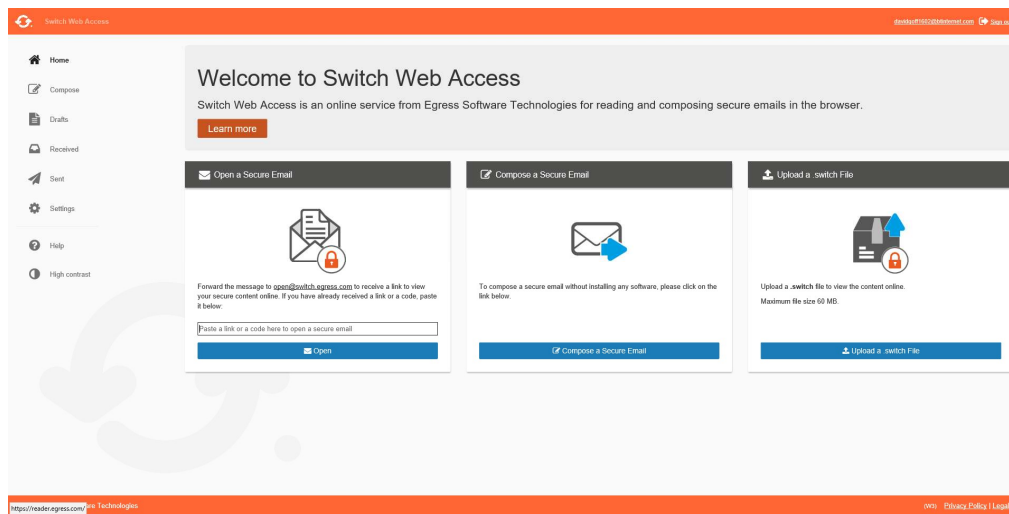 Switch Web Access
davidgoff1602@btinternet.com Sign ou
Home
Compose
Drafts
Received
Sent
Settings
Help
High contrast
Welcome to Switch Web Access
Switch Web Access is an online service from Egress Software Technologies for reading and composing secure emails in the browser.
Learn more
Open a Secure Email
Forward the message to open@switch.egress.com to receive a link to view
your secure content online. If you have already received a link or a code, paste
it below:
Paste a link or a code here to open a secure email
Open
Compose a Secure Email
To compose a secure email without installing any software, please click on the
link below.
Compose a Secure Email
Upload a .switch File
Upload a .switch file to view the content online.
Maximum file size 60 MB.
Upload a .switch File
https://reader.egress.com/ Technologies
(W3) Privacy Policy | Legal